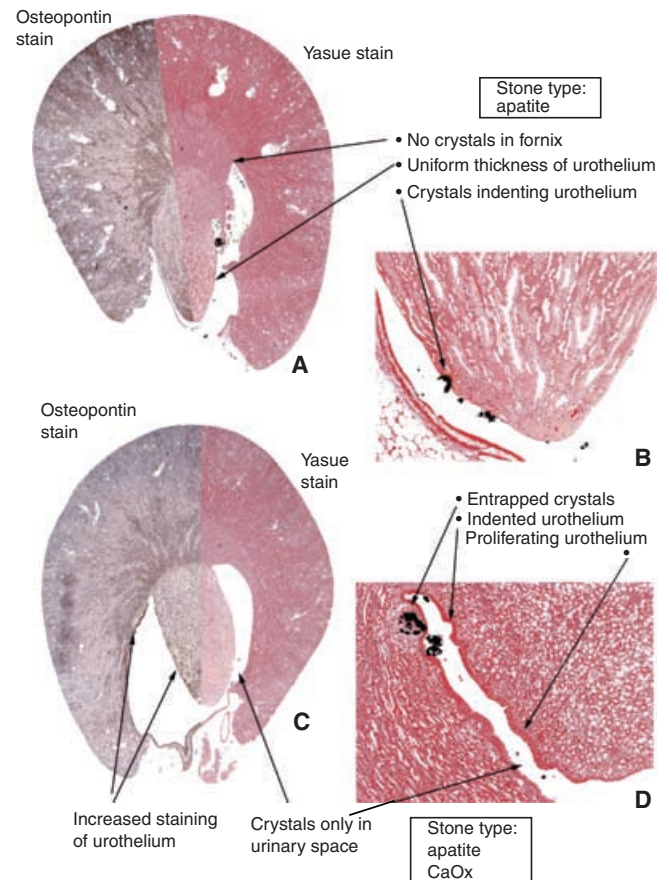 Osteopontin
stain
Yasue stain
Stone type:
apatite
• No crystals in fornix
• Uniform thickness of urothelium
• Crystals indenting urothelium
A
B
Osteopontin
stain
Yasue
stain
• Entrapped crystals
• Indented urothelium
Proliferating urothelium
•
C
D
Increased staining
of urothelium
Crystals only in
urinary space
Stone type:
apatite
CaOx